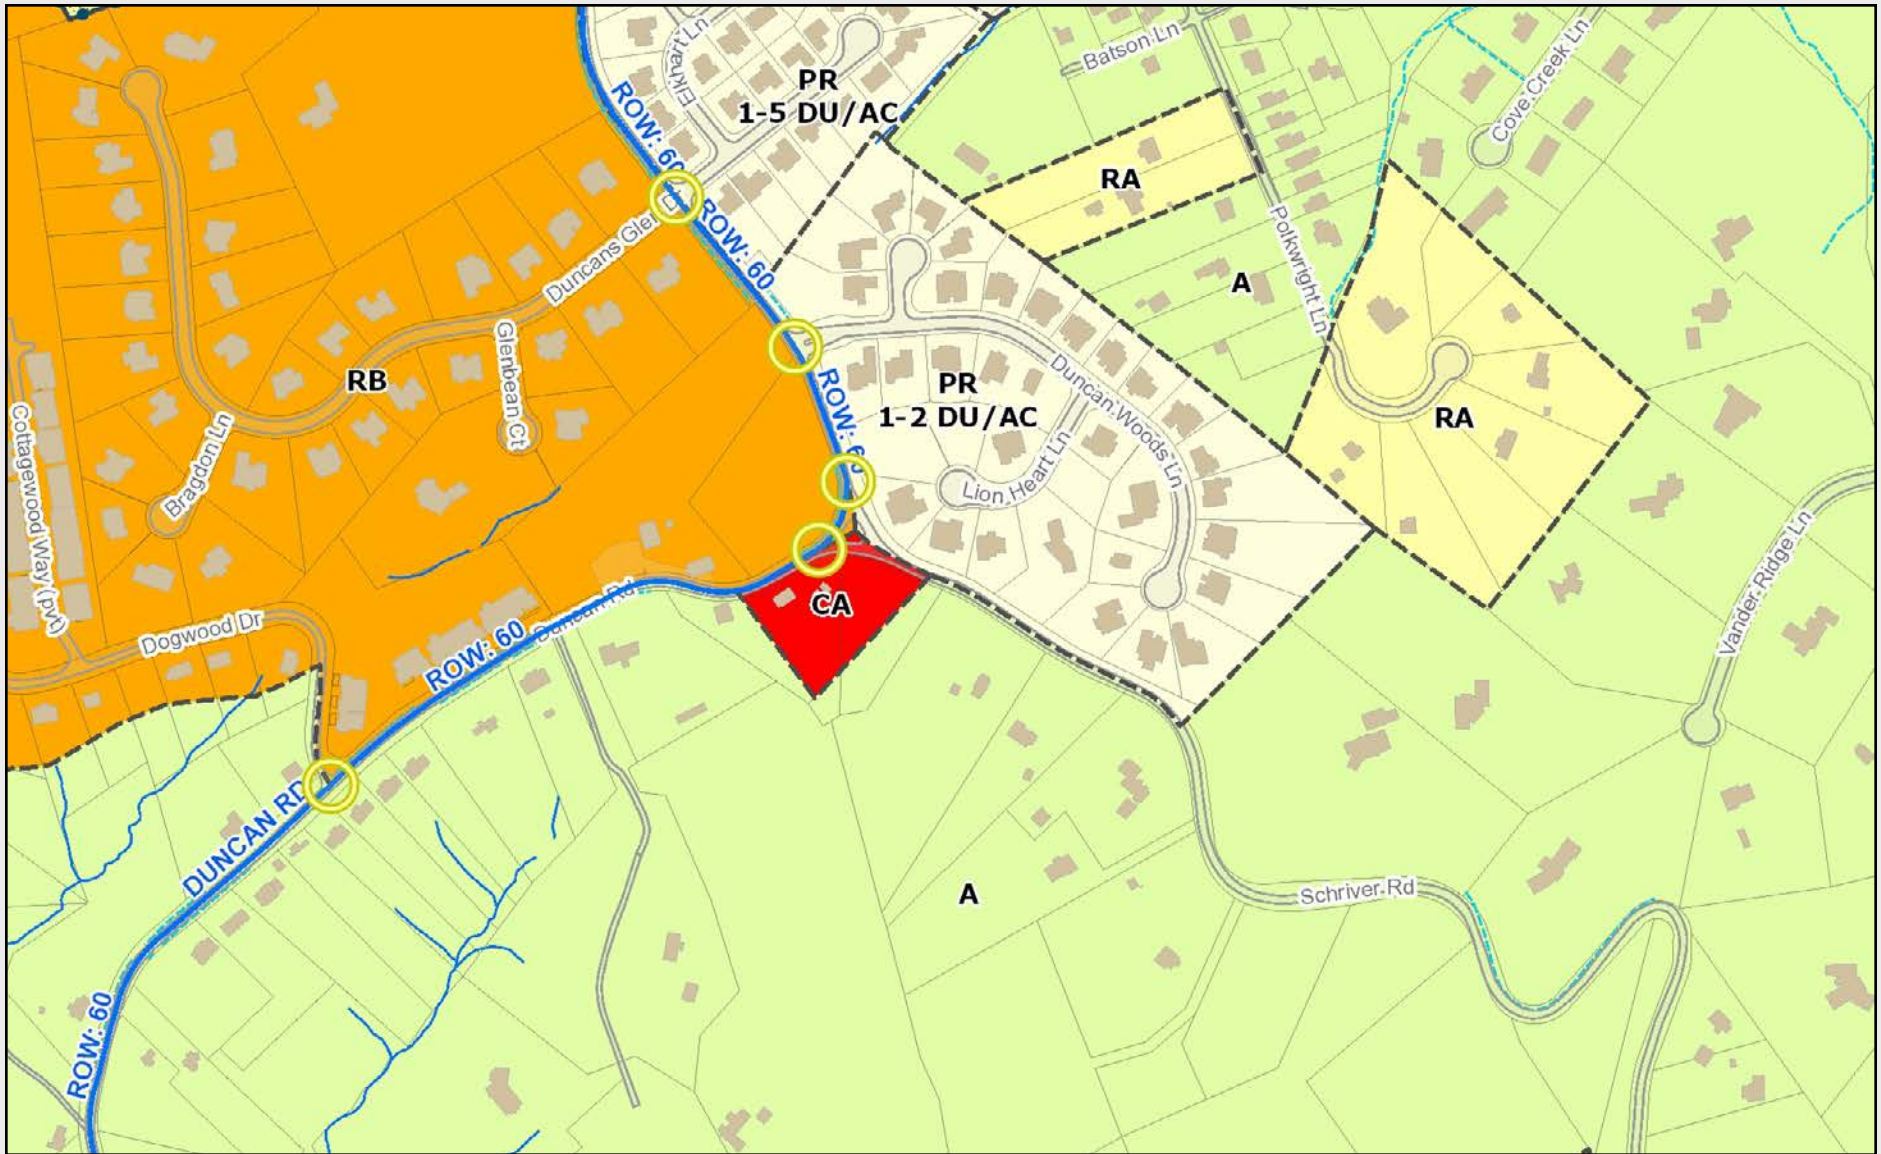 Elkhart Ln
PR
1-5 DU/AC
Batson Ln
Cove Creek Ln
ROW: 60
RA
ROW: 60
Polkwright Ln
Duncans Glen
A
Glenbean Ct
RB
ROW: 60
PR
1-2 DU/AC
Duncan Woods Ln
RA
Cottagewood Way (pvt)
Bragdon Ln
Lion Heart Ln
Vander Ridge Ln
CA
Duncan Rd
Dogwood Dr
ROW: 60
DUNCAN RD
A
Schriver Rd
ROW: 60